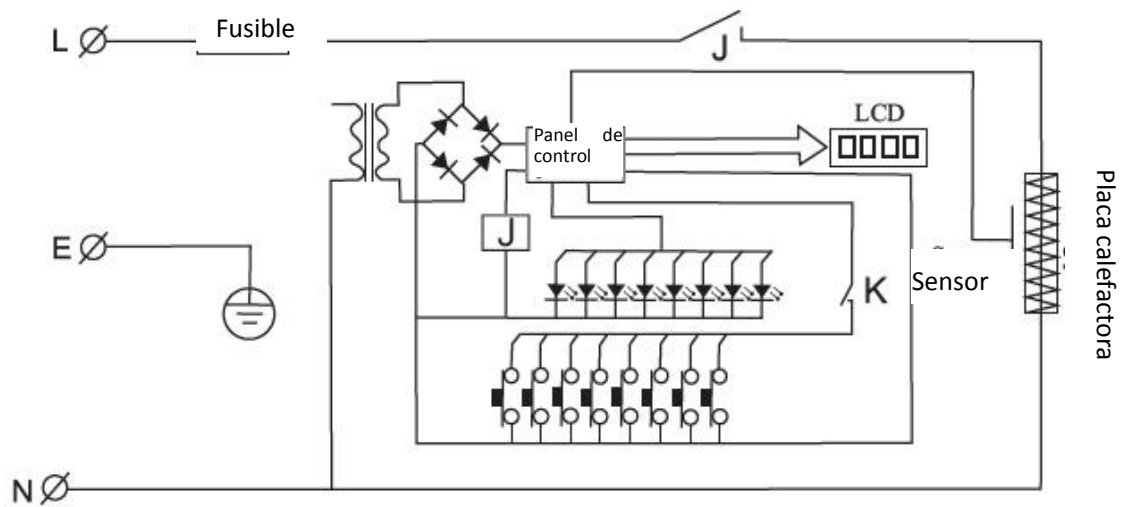 L
Fusible
J
LCD
Panel de
control
J
E
K
Sensor
Placa calefactora
N